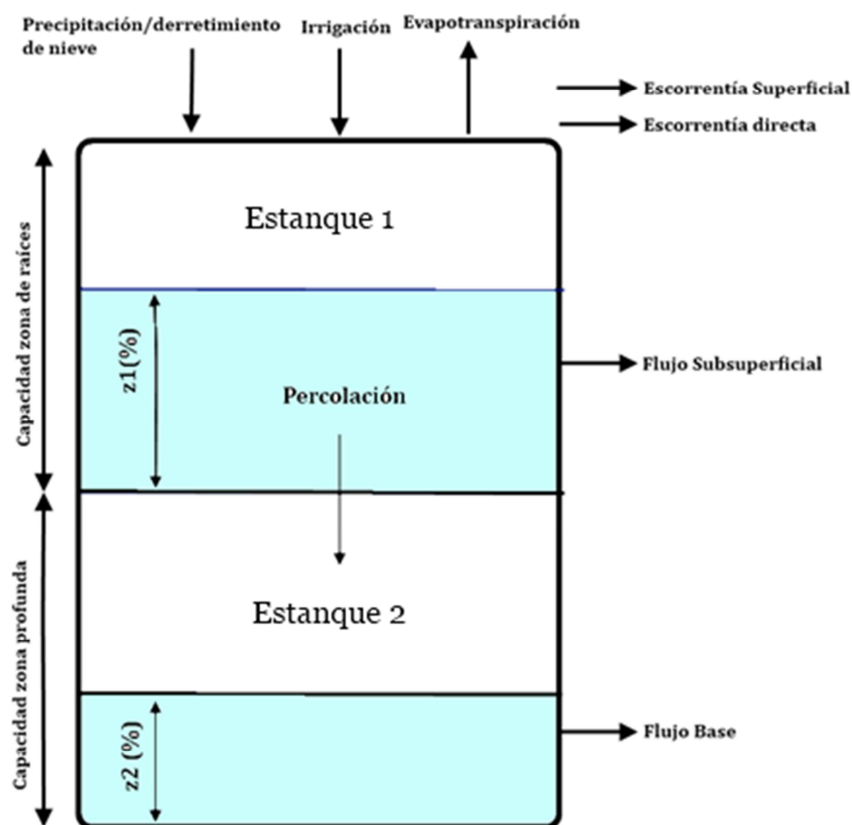 Precipitación/derretimiento
de nieve
Irrigación
Evapotranspiración
Escorrentía Superficial
Escorrentía directa
Capacidad zona de raíces
Estanque 1
z1(%)
Percolación
Flujo Subsuperficial
Capacidad zona profunda
Estanque 2
z2 (%)
Flujo Base